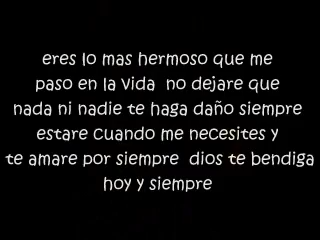 eres lo mas hermoso que me
paso en la vida no dejare que
nada ni nadie te haga daño siempre
estare cuando me necesites y
te amare por siempre dios te bendiga
hoy y siempre